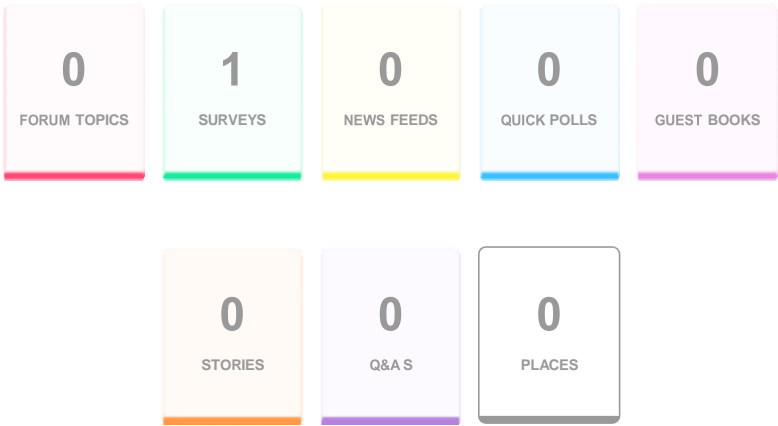 0 1 0 0 0
FORUM TOPICS SURVEYS NEWS FEEDS QUICK POLLS GUEST BOOKS
0 0 0
STORIES Q&A S PLACES